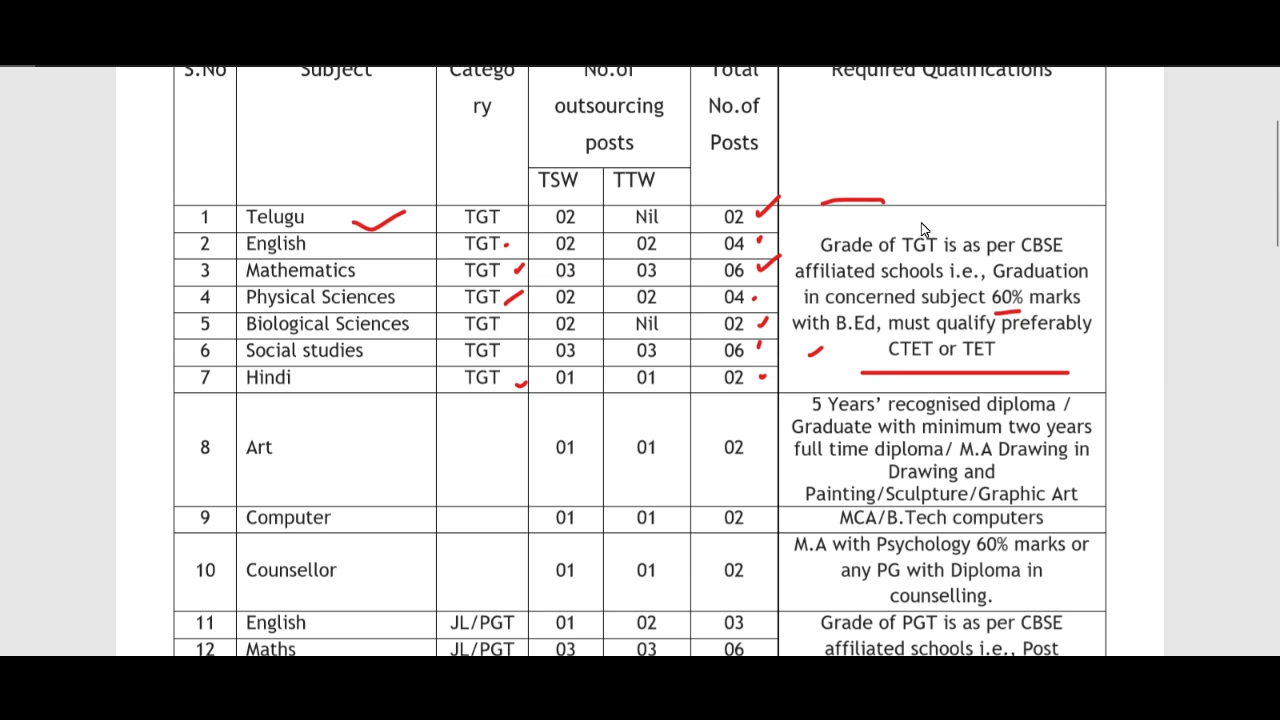 S.No Subject Catego No.of Total Required Qualifications
ry outsourcing No.of
posts Posts
TSW TTW
1 Telugu TGT 02 Nil 02
2 English TGT 02 02 04
3 Mathematics TGT 03 03 06
4 Physical Sciences TGT 02 02 04
5 Biological Sciences TGT 02 Nil 02
6 Social studies TGT 03 03 06
7 Hindi TGT 01 01 02
Grade of TGT is as per CBSE
affiliated schools i.e., Graduation
in concerned subject 60% marks
with B.Ed, must qualify preferably
CTET or TET
8 Art 01 01 02
5 Years’ recognised diploma /
Graduate with minimum two years
full time diploma/ M.A Drawing in
Drawing and
Painting/Sculpture/Graphic Art
9 Computer 01 01 02 MCA/B.Tech computers
10 Counsellor 01 01 02
M.A with Psychology 60% marks or
any PG with Diploma in
counselling.
11 English JL/PGT 01 02 03 Grade of PGT is as per CBSE
12 Maths JL/PGT 03 03 06 affiliated schools i.e., Post